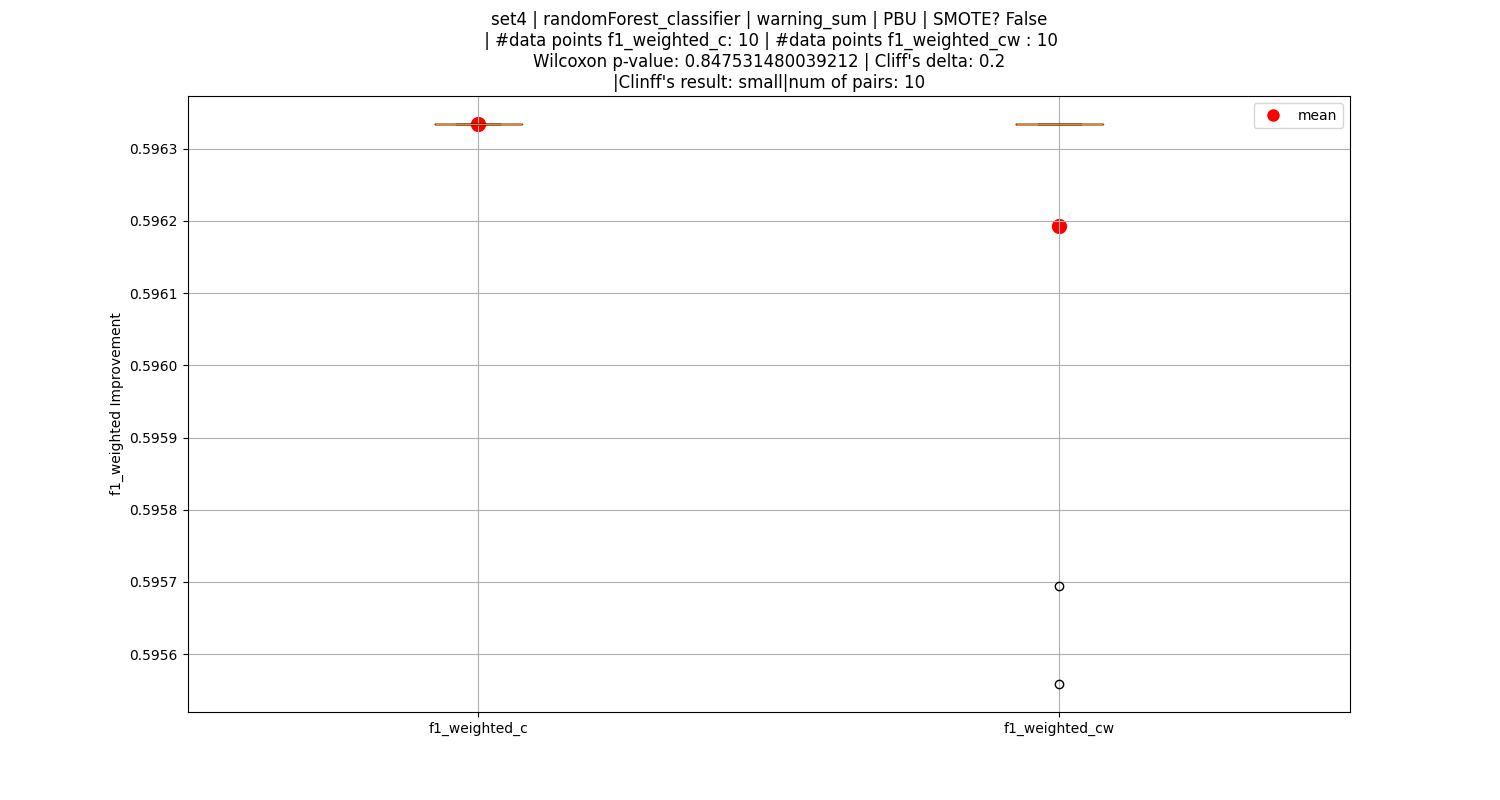 set4 | randomForest_classifier | warning_sum | PBU | SMOTE? False
| #data points f1_weighted_c: 10 | #data points f1_weighted_cw : 10
Wilcoxon p-value: 0.847531480039212 | Cliff's delta: 0.2
|Clinff's result: small|num of pairs: 10
mean
0.5963
0.5962
0.5961
0.5960
0.5959
0.5958
0.5957
0.5956
f1_weighted Improvement
f1_weighted_c
f1_weighted_cw